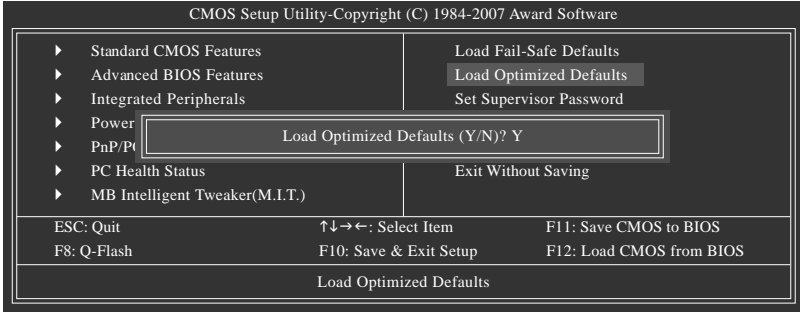 CMOS Setup Utility-Copyright (C) 1984-2007 Award Software
Standard CMOS Features
Advanced BIOS Features
Integrated Peripherals
Power
PnP/P
PC Health Status
MB Intelligent Tweaker(M.I.T.)
Load Fail-Safe Defaults
Load Optimized Defaults
Set Supervisor Password
Exit Without Saving
Load Optimized Defaults (Y/N)? Y
ESC: Quit ↑↓→←: Select Item F11: Save CMOS to BIOS
F8: Q-Flash F10: Save & Exit Setup F12: Load CMOS from BIOS
Load Optimized Defaults